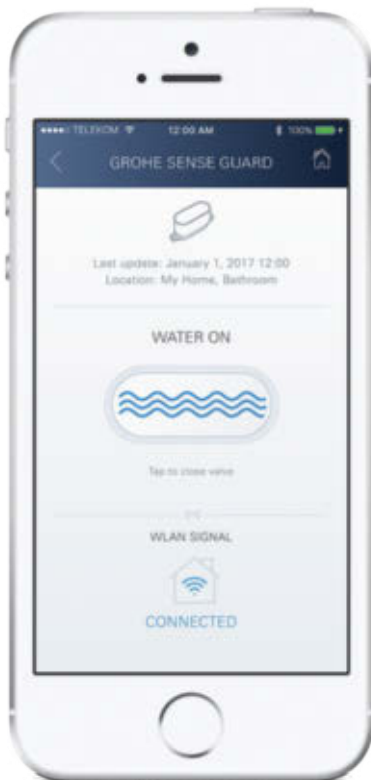 TELEKOM 12:00 AM 100%
GROHE SENSE GUARD
Last update: January 1, 2017 12:00
Location: My Home, Bathroom
WATER ON
Tap to close valve
WLAN SIGNAL
CONNECTED